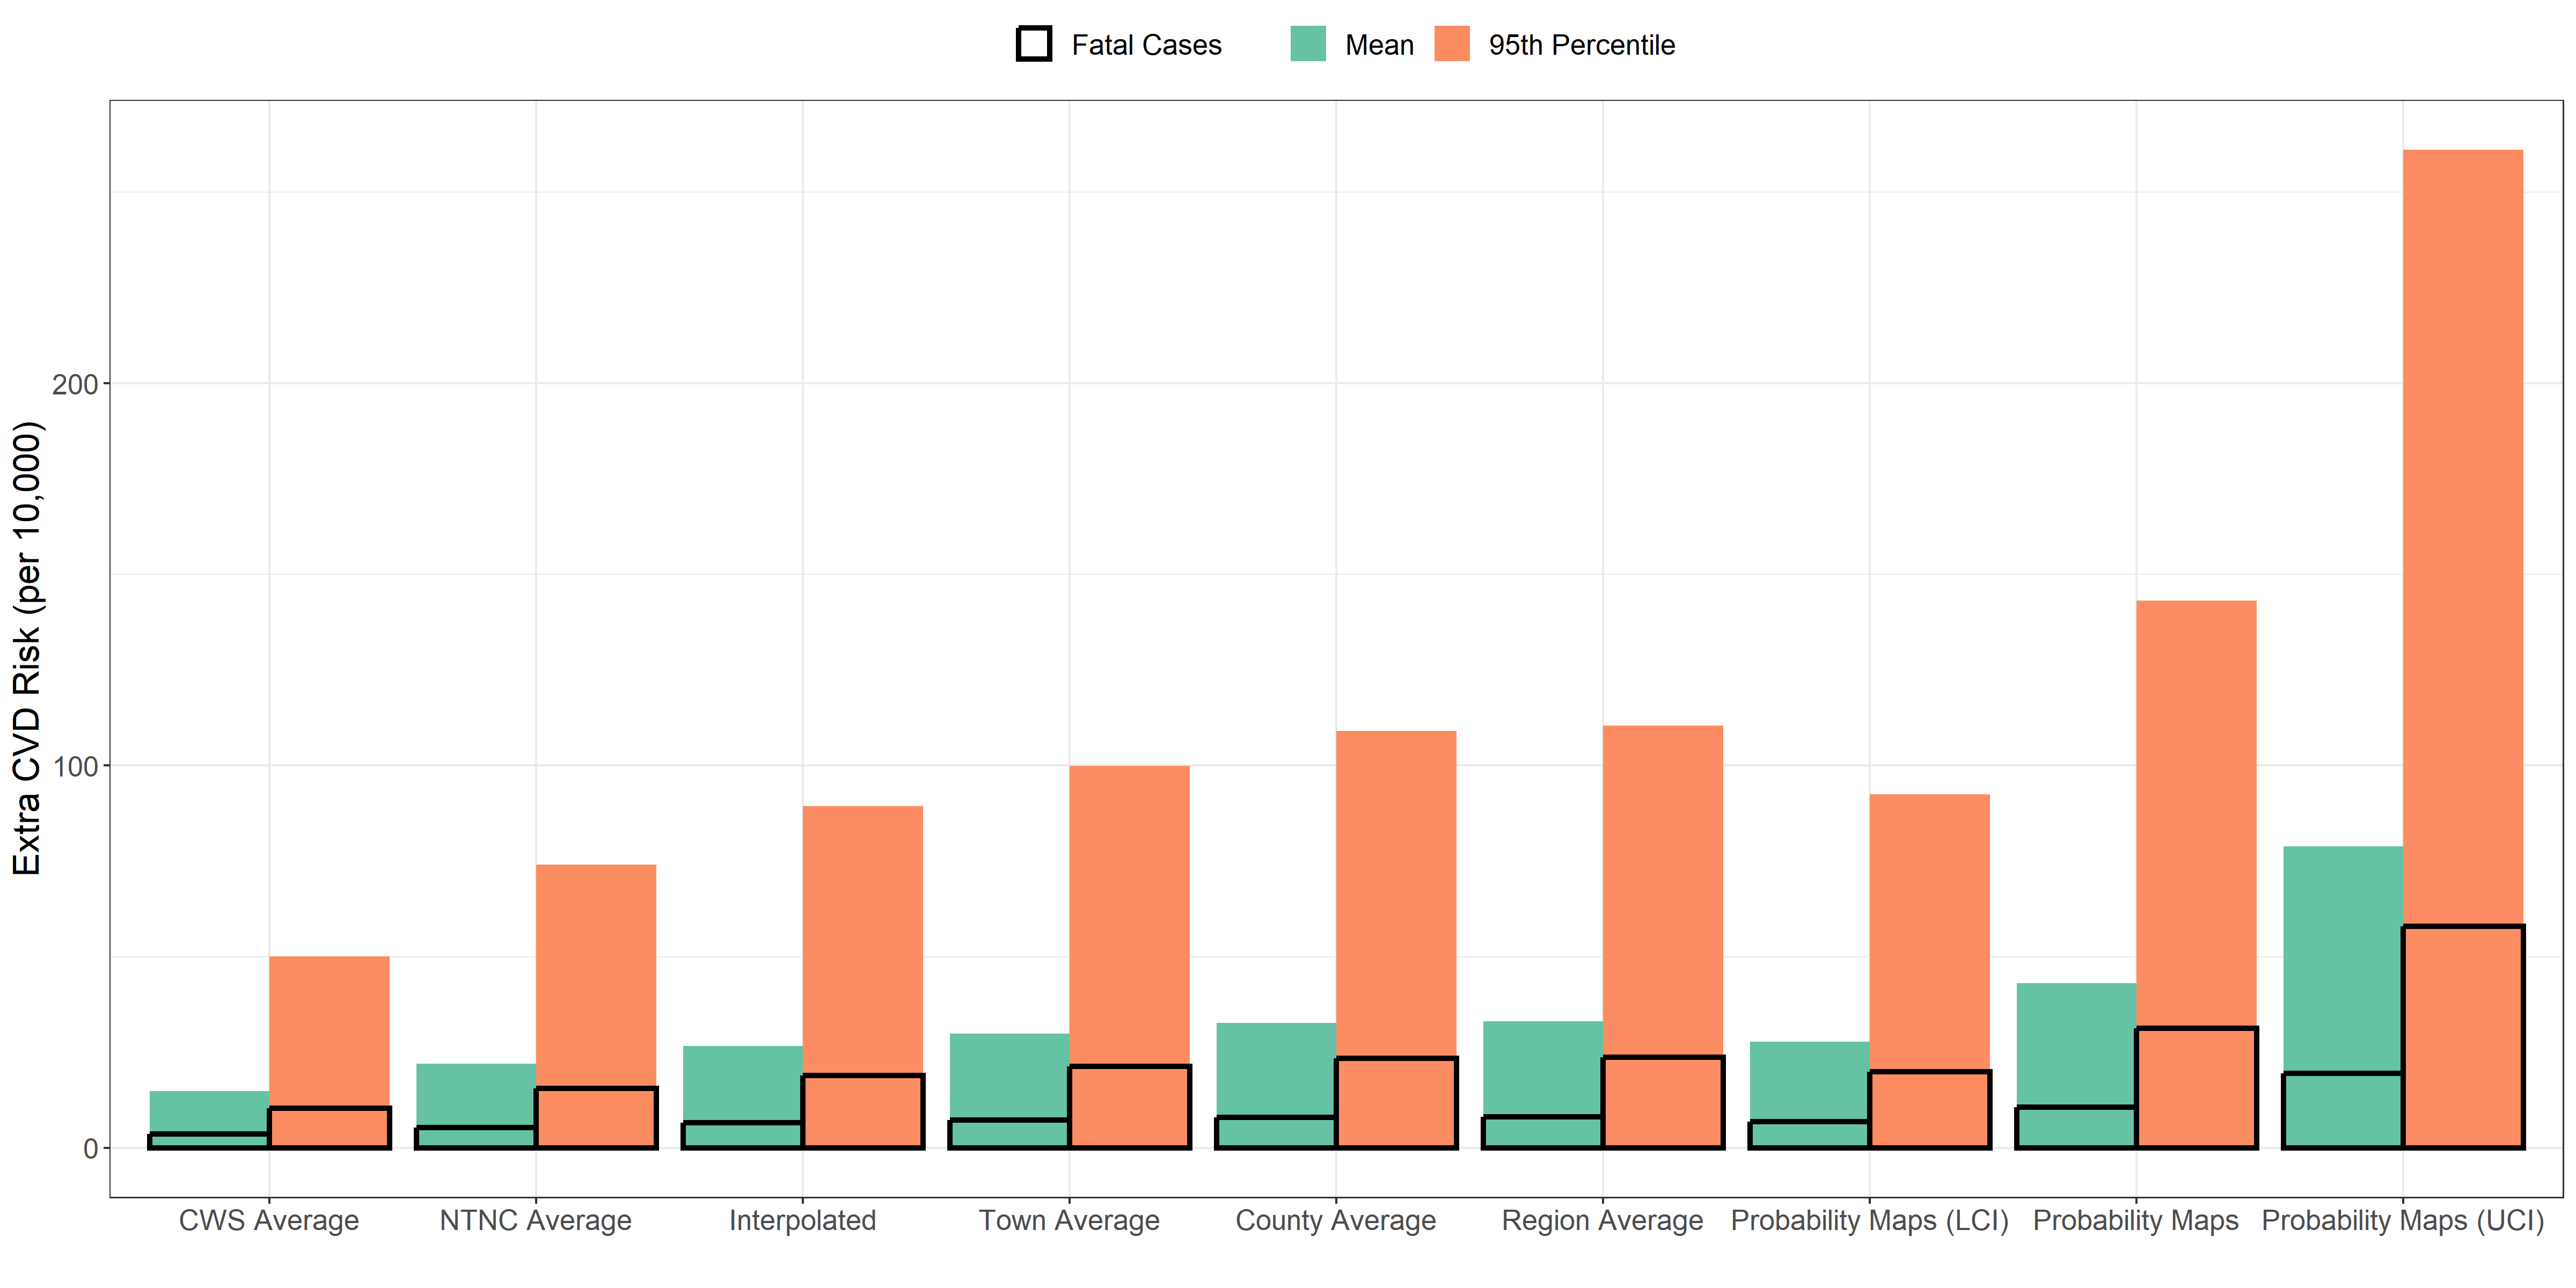 Fatal Cases Mean 95th Percentile
Extra CVD Risk (per 10,000)
200
100
0
CWS Average NTNC Average Interpolated Town Average County Average Region Average Probability Maps (LCI) Probability Maps Probability Maps (UCI)